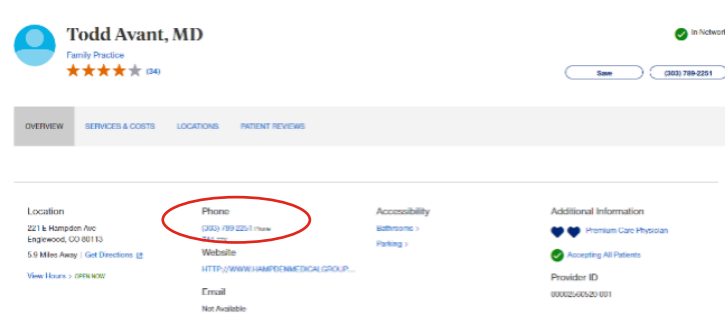 Todd Avant, MD
In Network
Family Practice
(34)
Save
(303) 789-2251
OVERVIEW
SERVICES & COSTS
LOCATIONS
PATIENT REVIEWS
Location
221 E Hampden Ave
Englewood, CO 80113
5.9 Miles Away | Get Directions
View Hours > OPEN NOW
Phone
(303) 789-2251 Phone
Website
HTTP://WWW.HAMPDENMEDICALGROUP....
Email
Not Available
Accessibility
Bathrooms >
Parking >
Additional Information
Premium Care Physician
Accepting All Patients
Provider ID
00002560520 001